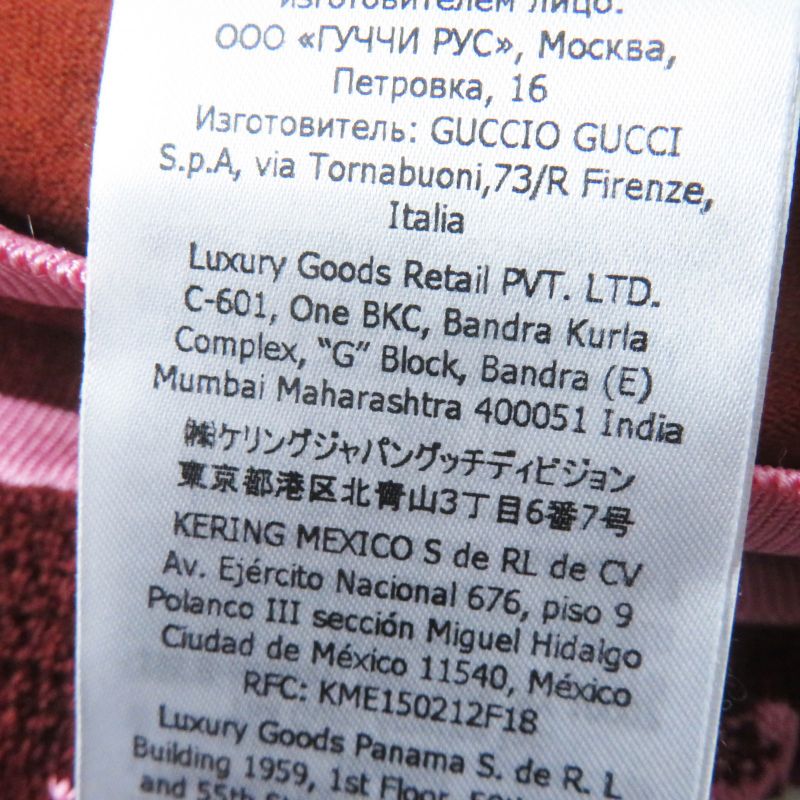 изготовителем лицо:
ООО «ГУЧЧИ РУС», Москва,
Петровка, 16
Изготовитель: GUCCIO GUCCI
S.p.A, via Tornabuoni,73/R Firenze,
Italia
Luxury Goods Retail PVT. LTD.
C-601, One BKC, Bandra Kurla
Complex, "G" Block, Bandra (E)
Mumbai Maharashtra 400051 India
㈱ケリングジャパングッチディビジョン
東京都港区北青山3丁目6番7号
KERING MEXICO S de RL de CV
Av. Ejército Nacional 676, piso 9
Polanco III sección Miguel Hidalgo
Ciudad de México 11540, México
RFC: KME150212F18
Luxury Goods Panama S. de R. L
Building 1959, 1st Floor,
and 55th